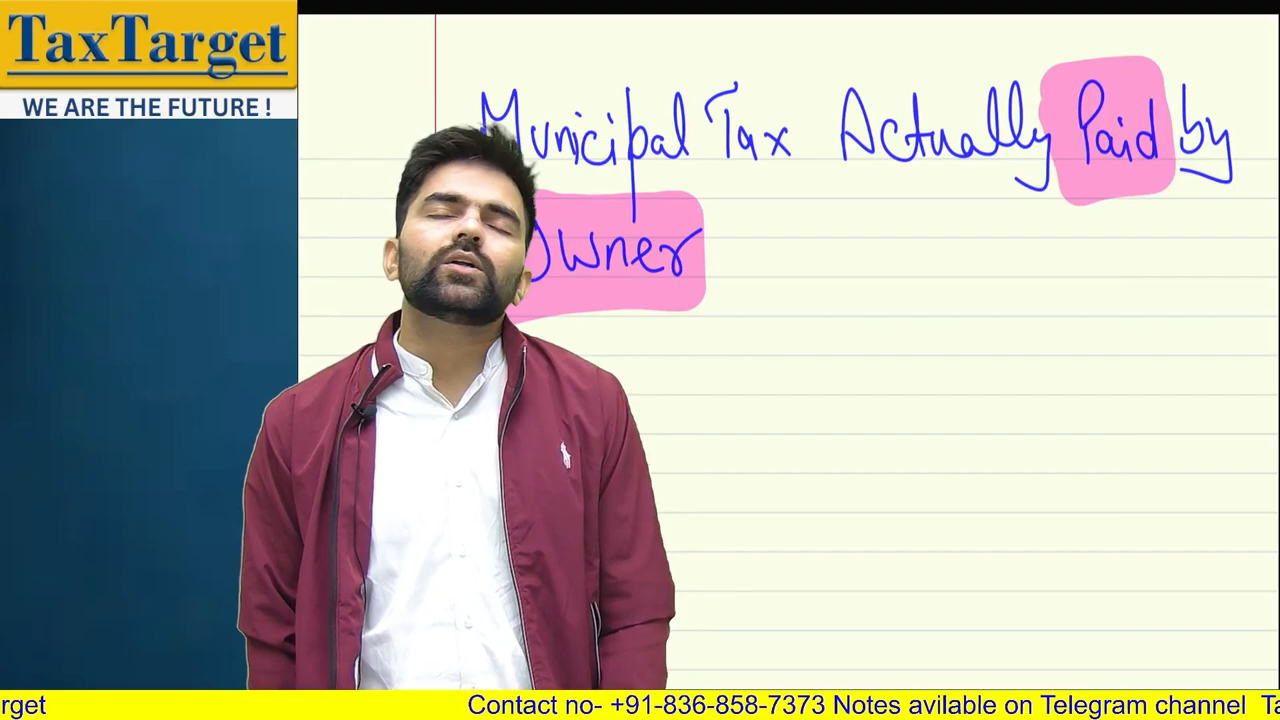 TaxTarget
WE ARE THE FUTURE !
Municipal Tax Actually Paid by
Owner
rget Contact no- +91-836-858-7373 Notes avilable on Telegram channel Ta